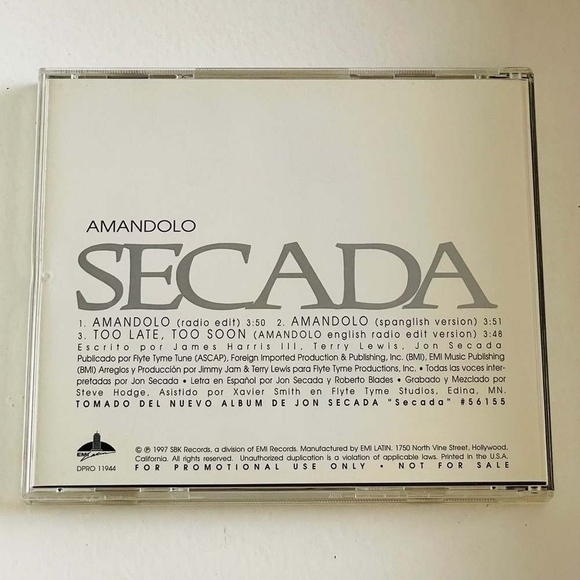 AMANDOLO
SECADA
1. AMANDOLO (radio edit) 3:50 2. AMANDOLO (spanglish version) 3:51
3. TOO LATE, TOO SOON (AMANDOLO english radio edit version) 3:48
Escrito por James Harris III, Terry Lewis, Jon Secada
Publicado por Flyte Tyme Tune (ASCAP), Foreign Imported Production & Publishing, Inc. (BMI), EMI Music Publishing
(BMI) Arreglos y Producción por Jimmy Jam & Terry Lewis para Flyte Tyme Productions, Inc. • Todas las voces inter-
pretadas por Jon Secada • Letra en Español por Jon Secada y Roberto Blades • Grabado y Mezclado por
Steve Hodge, Asistido por Xavier Smith en Flyte Tyme Studios, Edina, MN.
TOMADO DEL NUEVO ALBUM DE JON SECADA "Secada" #56155
EMI
Latin
DPRO 11944
© ℗ 1997 SBK Records, a division of EMI Records. Manufactured by EMI LATIN. 1750 North Vine Street, Hollywood,
California. All rights reserved. Unauthorized duplication is a violation of applicable laws. Printed in the U.S.A.
FOR PROMOTIONAL USE ONLY • NOT FOR SALE